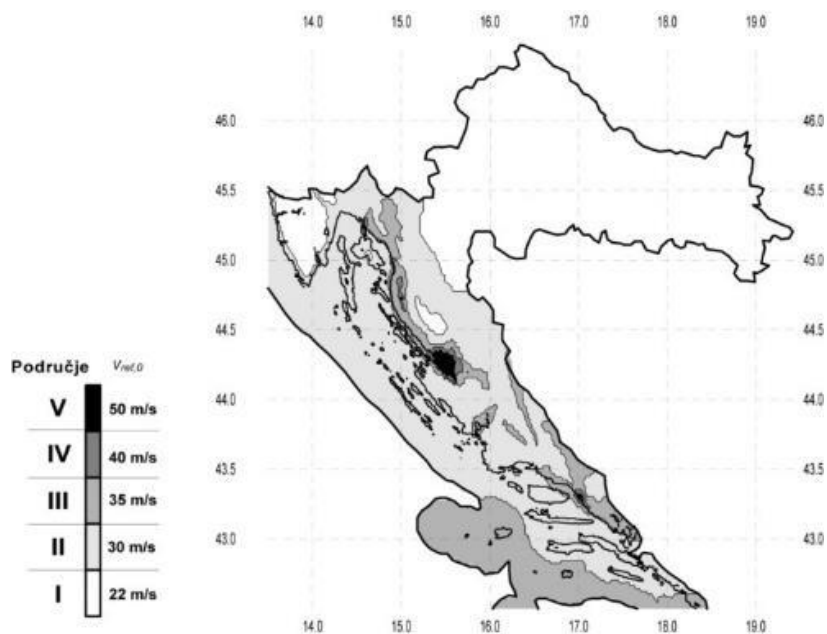 14.0 15.0 16.0 17.0 18.0 19.0
46.0 46.0
45.5 45.5
45.0 45.0
44.5 44.5
Područje Vref,0
44.0 44.0
V 50 m/s
IV 40 m/s
43.5 43.5
III 35 m/s
43.0 43.0
II 30 m/s
I 22 m/s
14.0 15.0 16.0 17.0 18.0 19.0